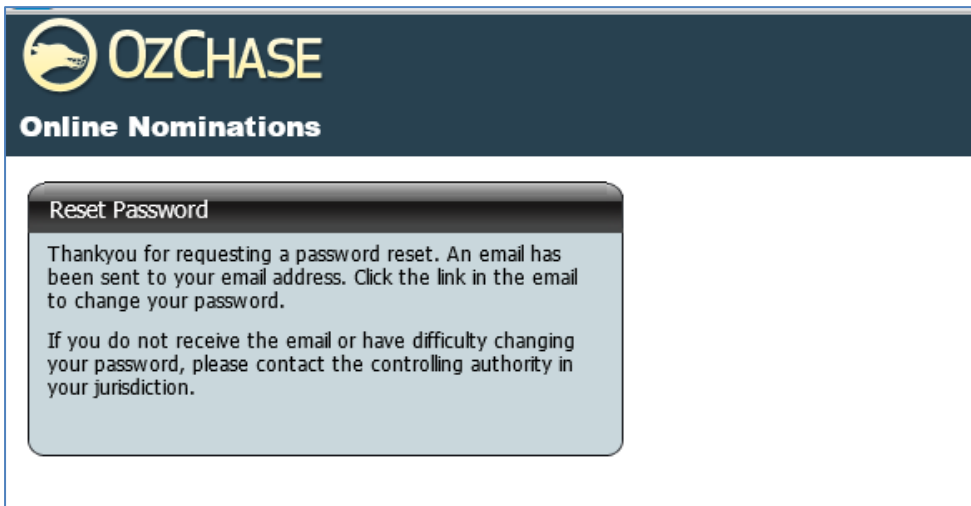 OZCHASE
Online Nominations
Reset Password
Thankyou for requesting a password reset. An email has
been sent to your email address. Click the link in the email
to change your password.
If you do not receive the email or have difficulty changing
your password, please contact the controlling authority in
your jurisdiction.